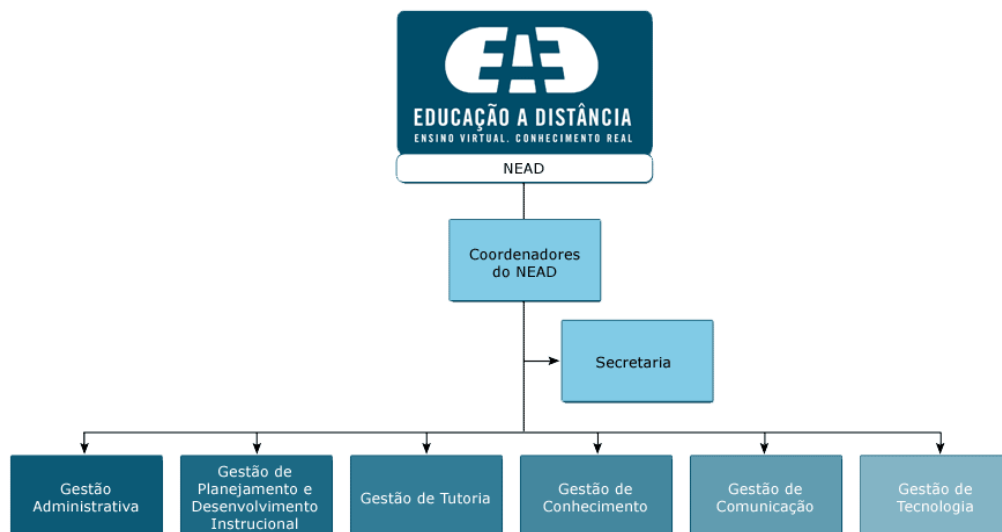 EAD
EDUCAÇÃO A DISTÂNCIA
ENSINO VIRTUAL. CONHECIMENTO REAL
NEAD
Coordenadores
do NEAD
Secretaria
Gestão
Administrativa
Gestão de
Planejamento e
Desenvolvimento
Instrucional
Gestão de Tutoria
Gestão de
Conhecimento
Gestão de
Comunicação
Gestão de
Tecnologia